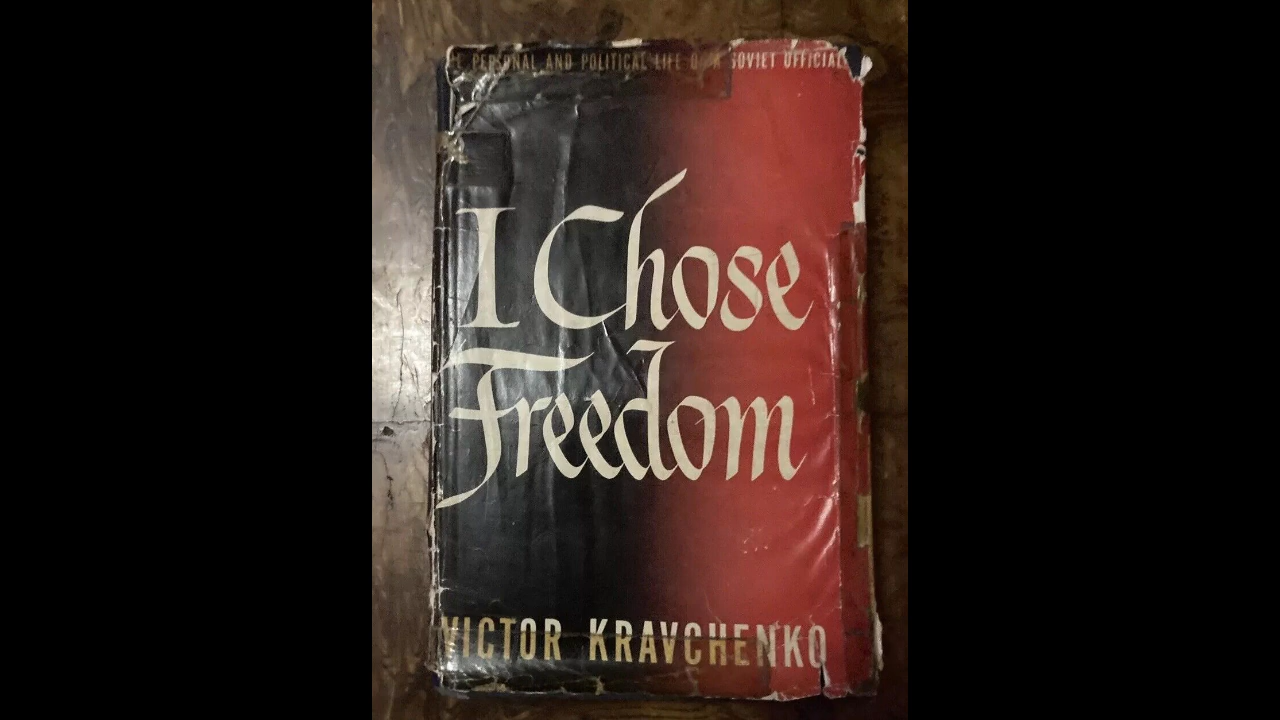 PERSONAL AND POLITICAL LIFE OF A SOVIET OFFICIAL
I Chose
Freedom
VICTOR KRAVCHENKO